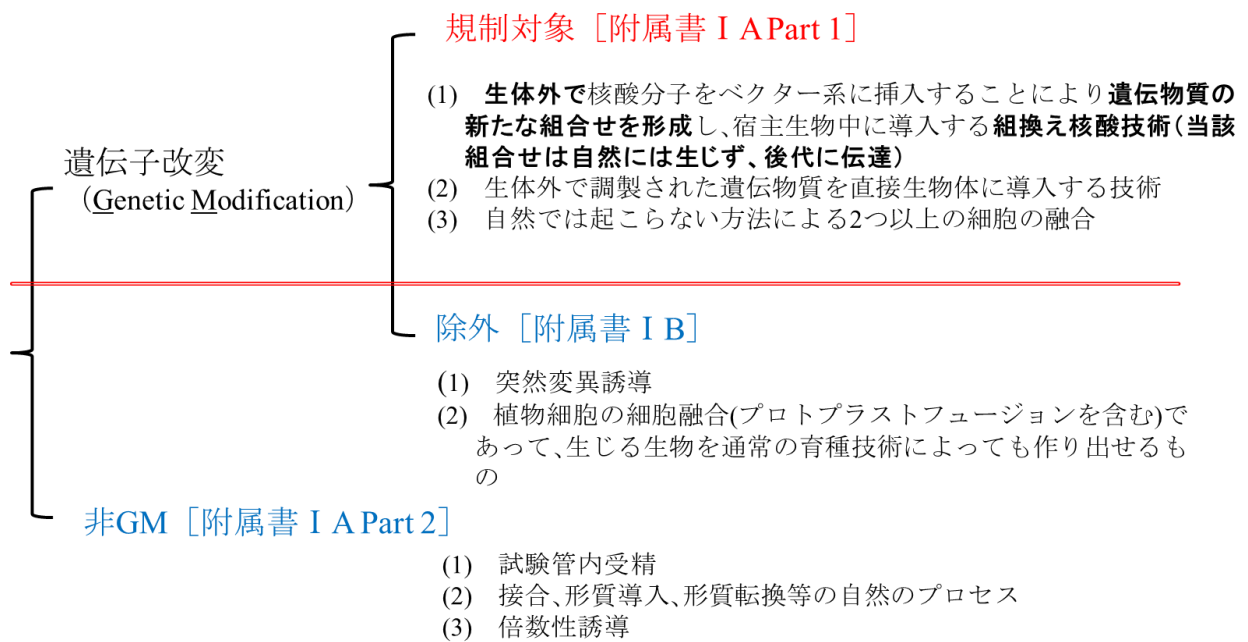 規制対象［附属書ⅠA Part 1］
(1)　生体外で核酸分子をベクター系に挿入することにより遺伝物質の
新たな組合せを形成し、宿主生物中に導入する組換え核酸技術（当該
組合せは自然には生じず、後代に伝達）
(2)　生体外で調製された遺伝物質を直接生物体に導入する技術
(3)　自然では起こらない方法による2つ以上の細胞の融合
遺伝子改変
（Genetic Modification）
除外［附属書ⅠB］
(1)　突然変異誘導
(2)　植物細胞の細胞融合(プロトプラストフュージョンを含む)で
あって、生じる生物を通常の育種技術によっても作り出せるも
の
非GM［附属書ⅠA Part 2］
(1)　試験管内受精
(2)　接合、形質導入、形質転換等の自然のプロセス
(3)　倍数性誘導